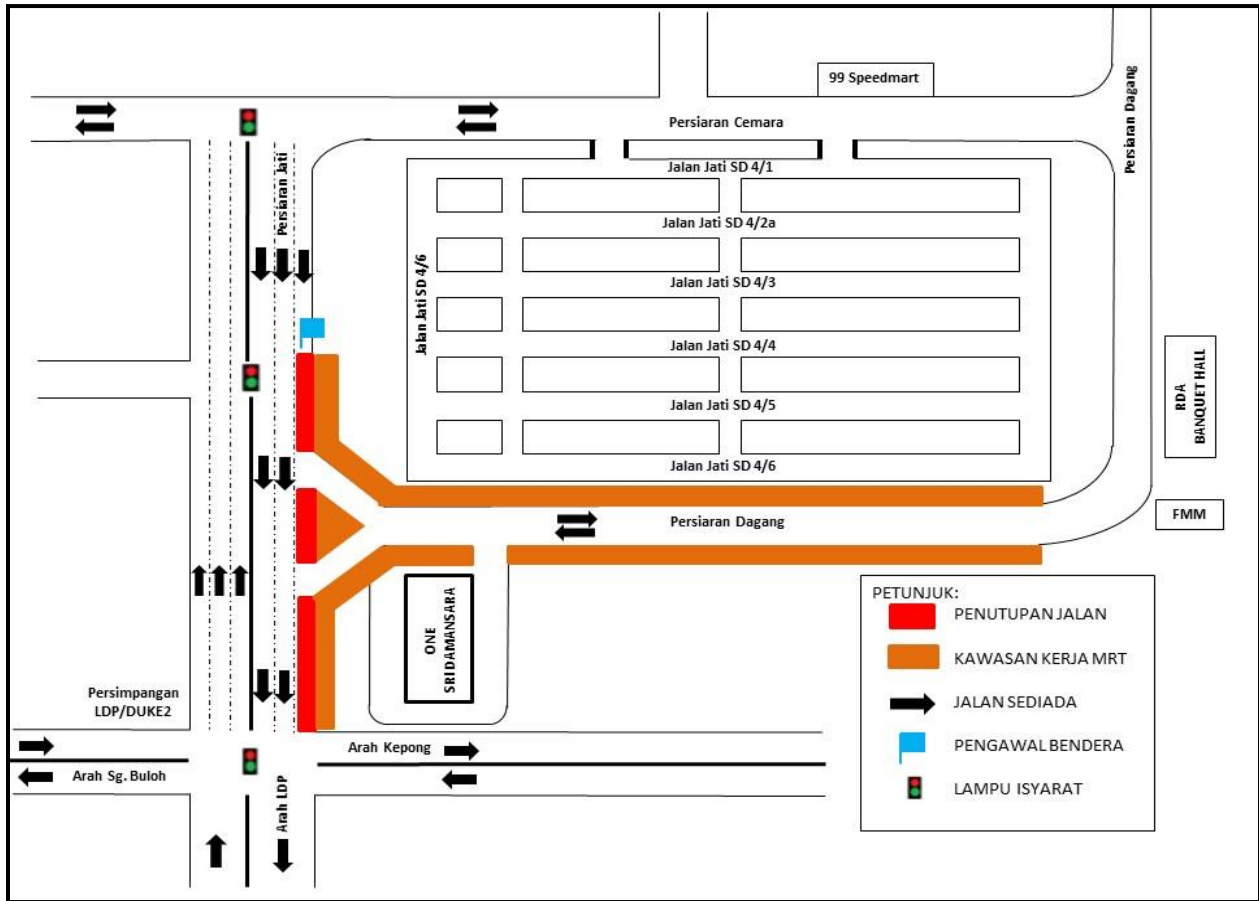 99 Speedmart
Persiaran Dagang
Persiaran Cemara
Persiaran Jati
Jalan Jati SD 4/1
Jalan Jati SD 4/2a
Jalan Jati SD 4/6
Jalan Jati SD 4/3
Jalan Jati SD 4/4
Jalan Jati SD 4/5
Jalan Jati SD 4/6
RDA
BANQUET HALL
FMM
Persiaran Dagang
ONE
SRIDAMANSARA
PETUNJUK:
PENUTUPAN JALAN
KAWASAN KERJA MRT
JALAN SEDIADA
PENGAWAL BENDERA
LAMPU ISYARAT
Persimpangan
LDP/DUKE2
Arah Kepong
Arah Sg. Buloh
Arah LDP